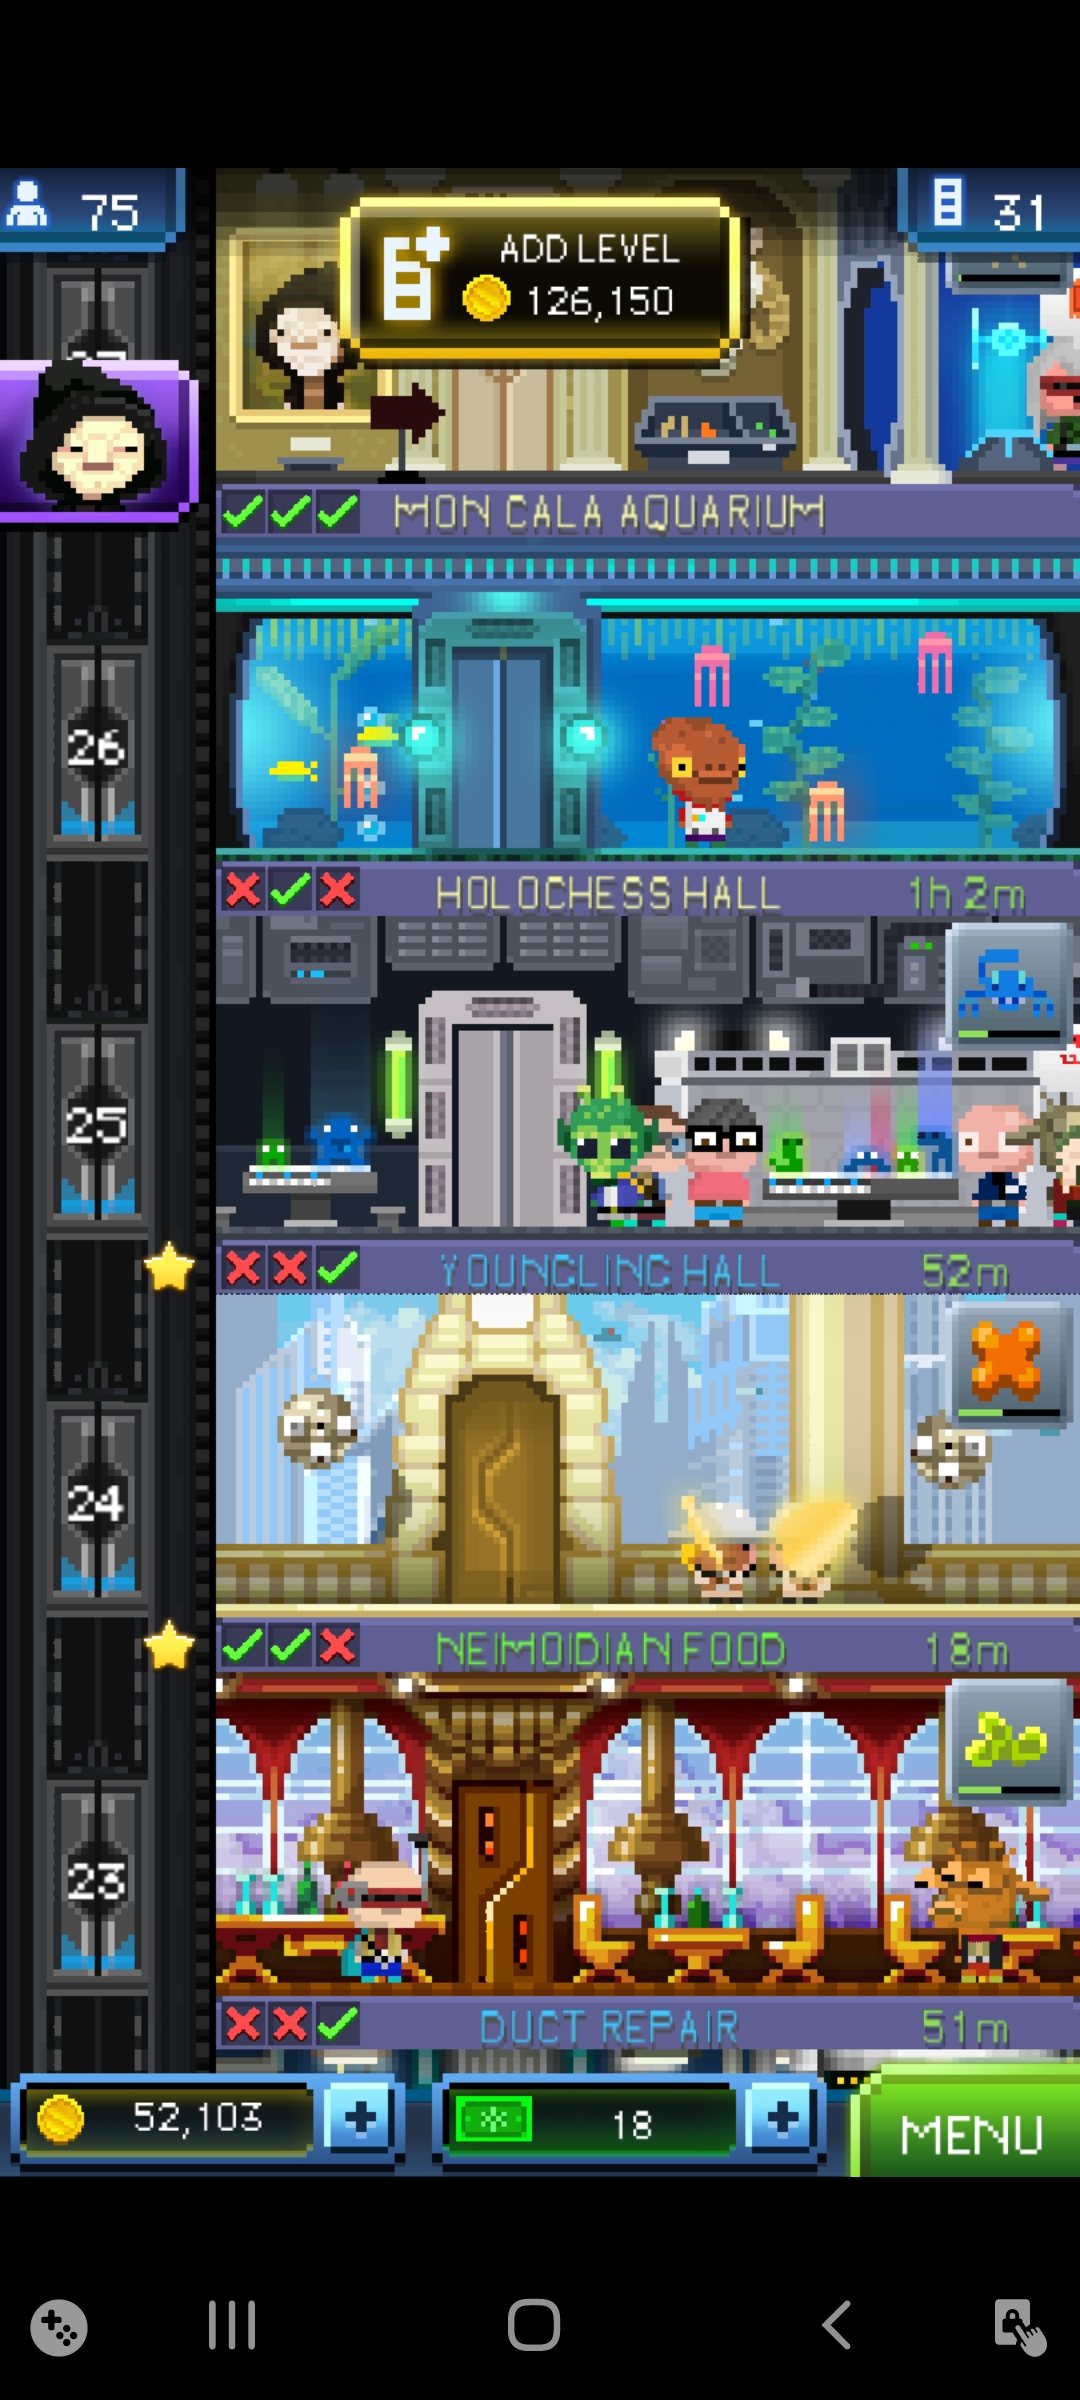 75
31
ADD LEVEL
126,150
MON CALA AQUARIUM
26
HOLOCHESS HALL
1h 2m
25
YOUNGLING HALL
52m
24
NEIMOIDIAN FOOD
18m
23
DUCT REPAIR
51m
52,103
18
MENU